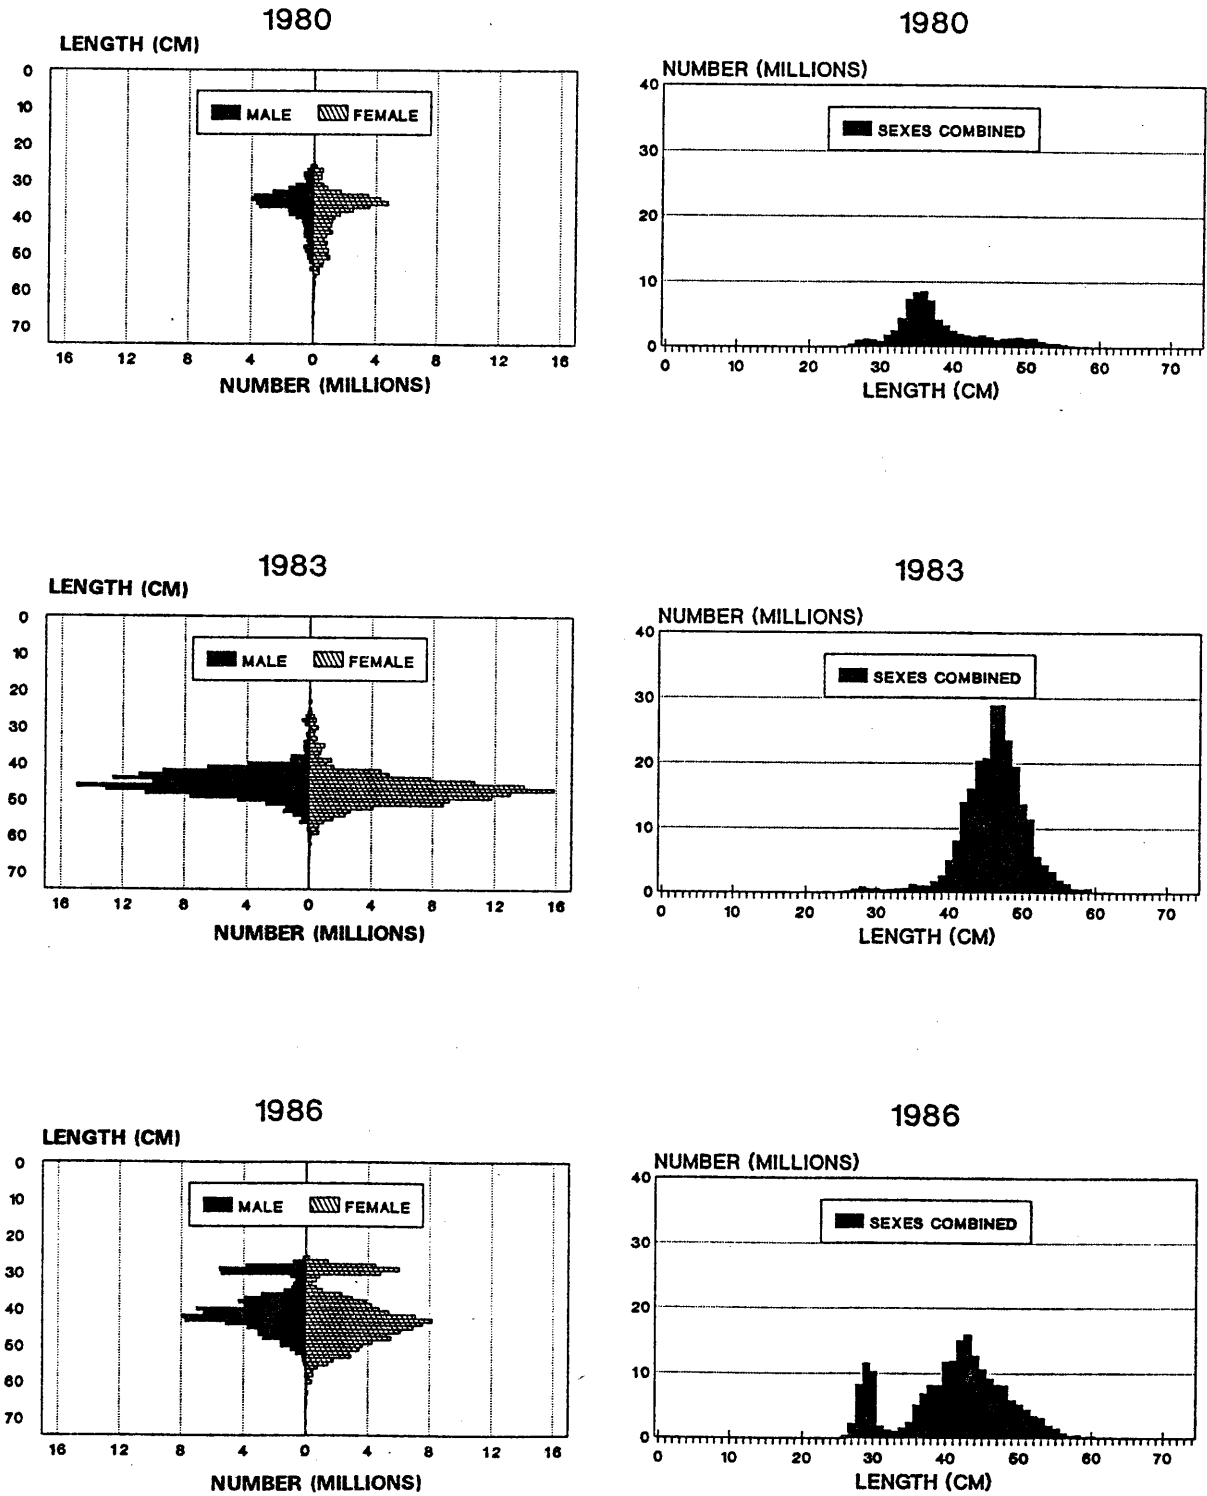 1980
LENGTH (CM)
0
10
20
30
40
50
60
70
MALE FEMALE
16 12 8 4 0 4 8 12 16
NUMBER (MILLIONS)
1980
NUMBER (MILLIONS)
40
30
20
10
0
SEXES COMBINED
0 10 20 30 40 50 60 70
LENGTH (CM)
1983
LENGTH (CM)
0
10
20
30
40
50
60
70
MALE FEMALE
16 12 8 4 0 4 8 12 16
NUMBER (MILLIONS)
1983
NUMBER (MILLIONS)
40
30
20
10
0
SEXES COMBINED
0 10 20 30 40 50 60 70
LENGTH (CM)
1986
LENGTH (CM)
0
10
20
30
40
50
60
70
MALE FEMALE
16 12 8 4 0 4 8 12 16
NUMBER (MILLIONS)
1986
NUMBER (MILLIONS)
40
30
20
10
0
SEXES COMBINED
0 10 20 30 40 50 60 70
LENGTH (CM)